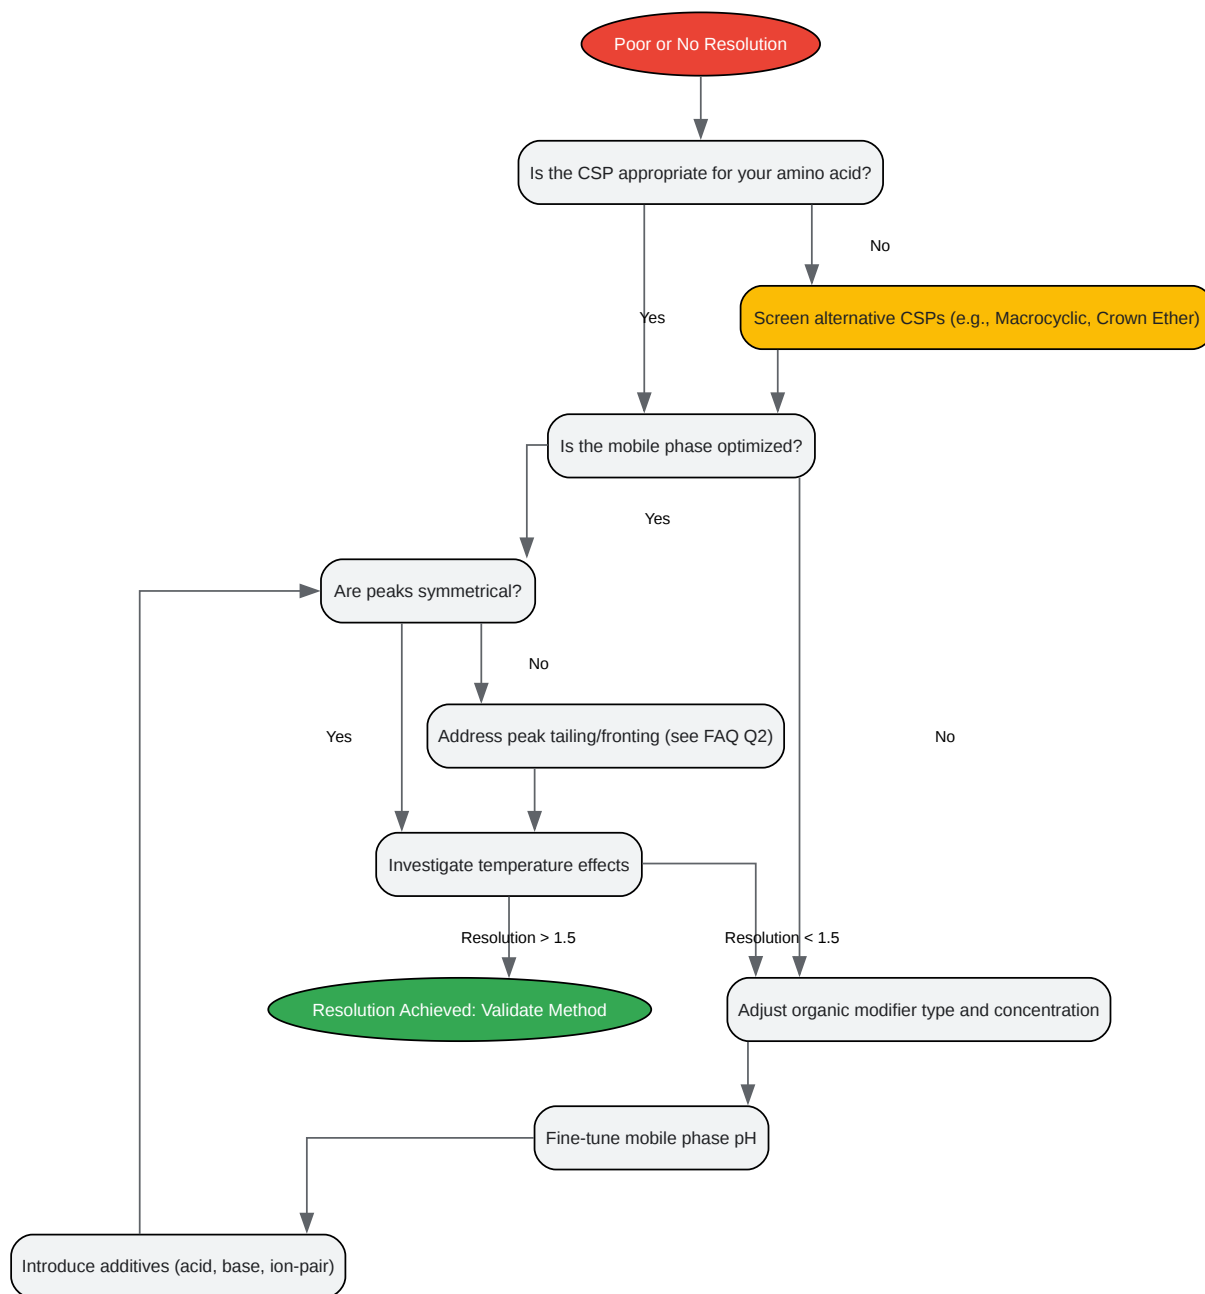 Poor or No Resolution
Is the CSP appropriate for your amino acid?
No
Yes
Screen alternative CSPs (e.g., Macrocyclic, Crown Ether)
Is the mobile phase optimized?
Yes
Are peaks symmetrical?
No
Yes
Address peak tailing/fronting (see FAQ Q2)
No
Investigate temperature effects
Resolution > 1.5
Resolution < 1.5
Resolution Achieved: Validate Method
Adjust organic modifier type and concentration
Fine-tune mobile phase pH
Introduce additives (acid, base, ion-pair)